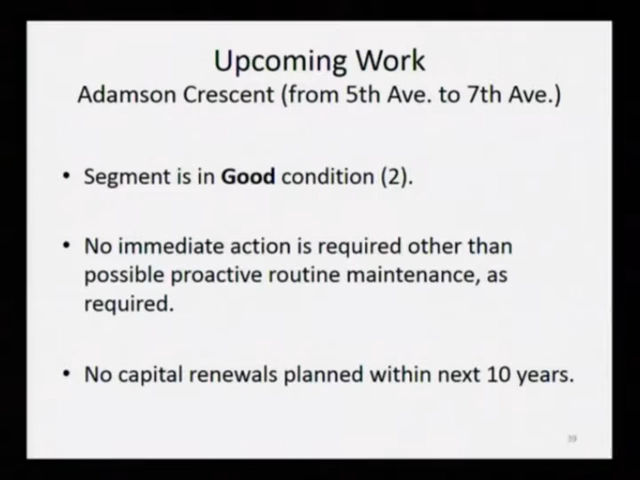 Upcoming Work
Adamson Crescent (from 5th Ave. to 7th Ave.)
• Segment is in Good condition (2).
• No immediate action is required other than
possible proactive routine maintenance, as
required.
• No capital renewals planned within next 10 years.
39